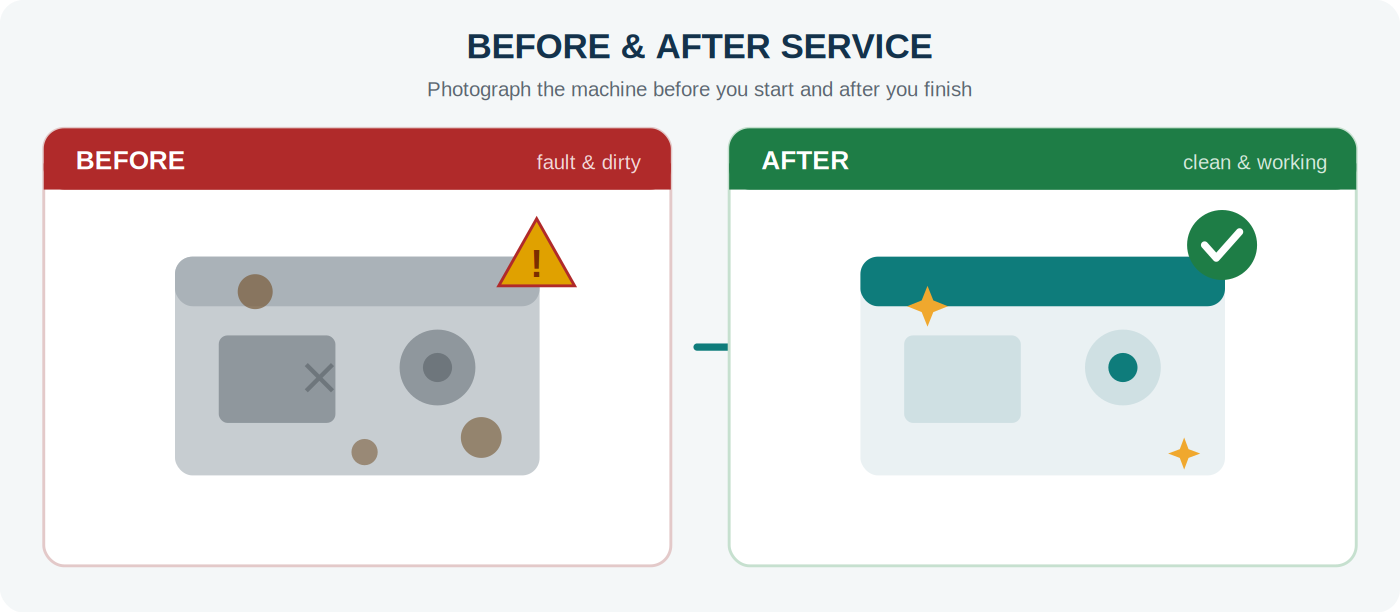 BEFORE & AFTER SERVICE
Photograph the machine before you start and after you finish
BEFORE
fault & dirty
!
AFTER
clean & working